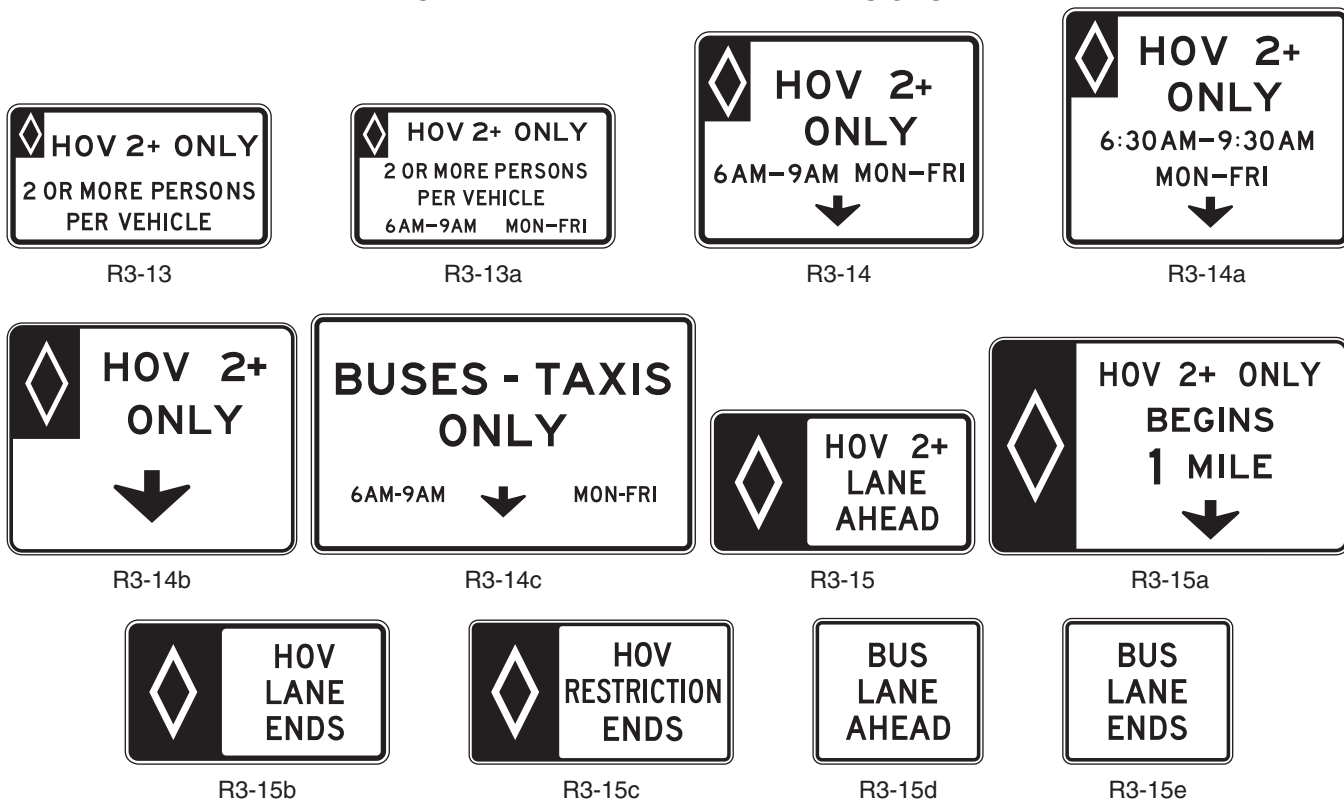 HOV 2+ ONLY
2 OR MORE PERSONS
PER VEHICLE
R3-13
HOV 2+ ONLY
2 OR MORE PERSONS
PER VEHICLE
6AM–9AM MON–FRI
R3-13a
HOV 2+
ONLY
6AM–9AM MON–FRI
R3-14
HOV 2+
ONLY
6:30AM–9:30AM
MON–FRI
R3-14a
HOV 2+
ONLY
R3-14b
BUSES - TAXIS
ONLY
6AM-9AM MON-FRI
R3-14c
HOV 2+
LANE
AHEAD
R3-15
HOV 2+ ONLY
BEGINS
1 MILE
R3-15a
HOV
LANE
ENDS
R3-15b
HOV
RESTRICTION
ENDS
R3-15c
BUS
LANE
AHEAD
R3-15d
BUS
LANE
ENDS
R3-15e